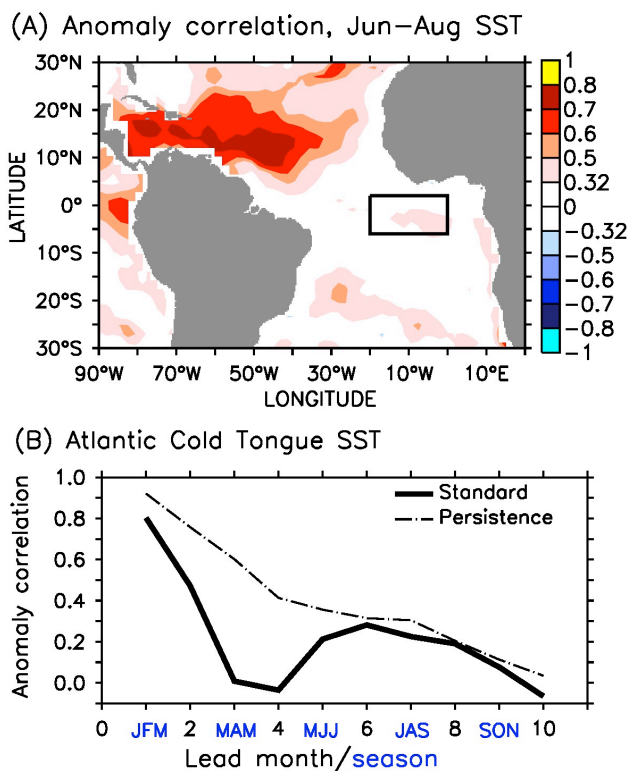 (A) Anomaly correlation, Jun–Aug SST
30°N
20°N
10°N
0°
10°S
20°S
30°S
LATITUDE
90°W 70°W 50°W 30°W 10°W 10°E
LONGITUDE
1
0.8
0.7
0.6
0.5
0.32
0
−0.32
−0.5
−0.6
−0.7
−0.8
−1
(B) Atlantic Cold Tongue SST
1.0
0.8
0.6
0.4
0.2
0.0
Anomaly correlation
Standard
Persistence
0 JFM 2 MAM 4 MJJ 6 JAS 8 SON 10
Lead month/season